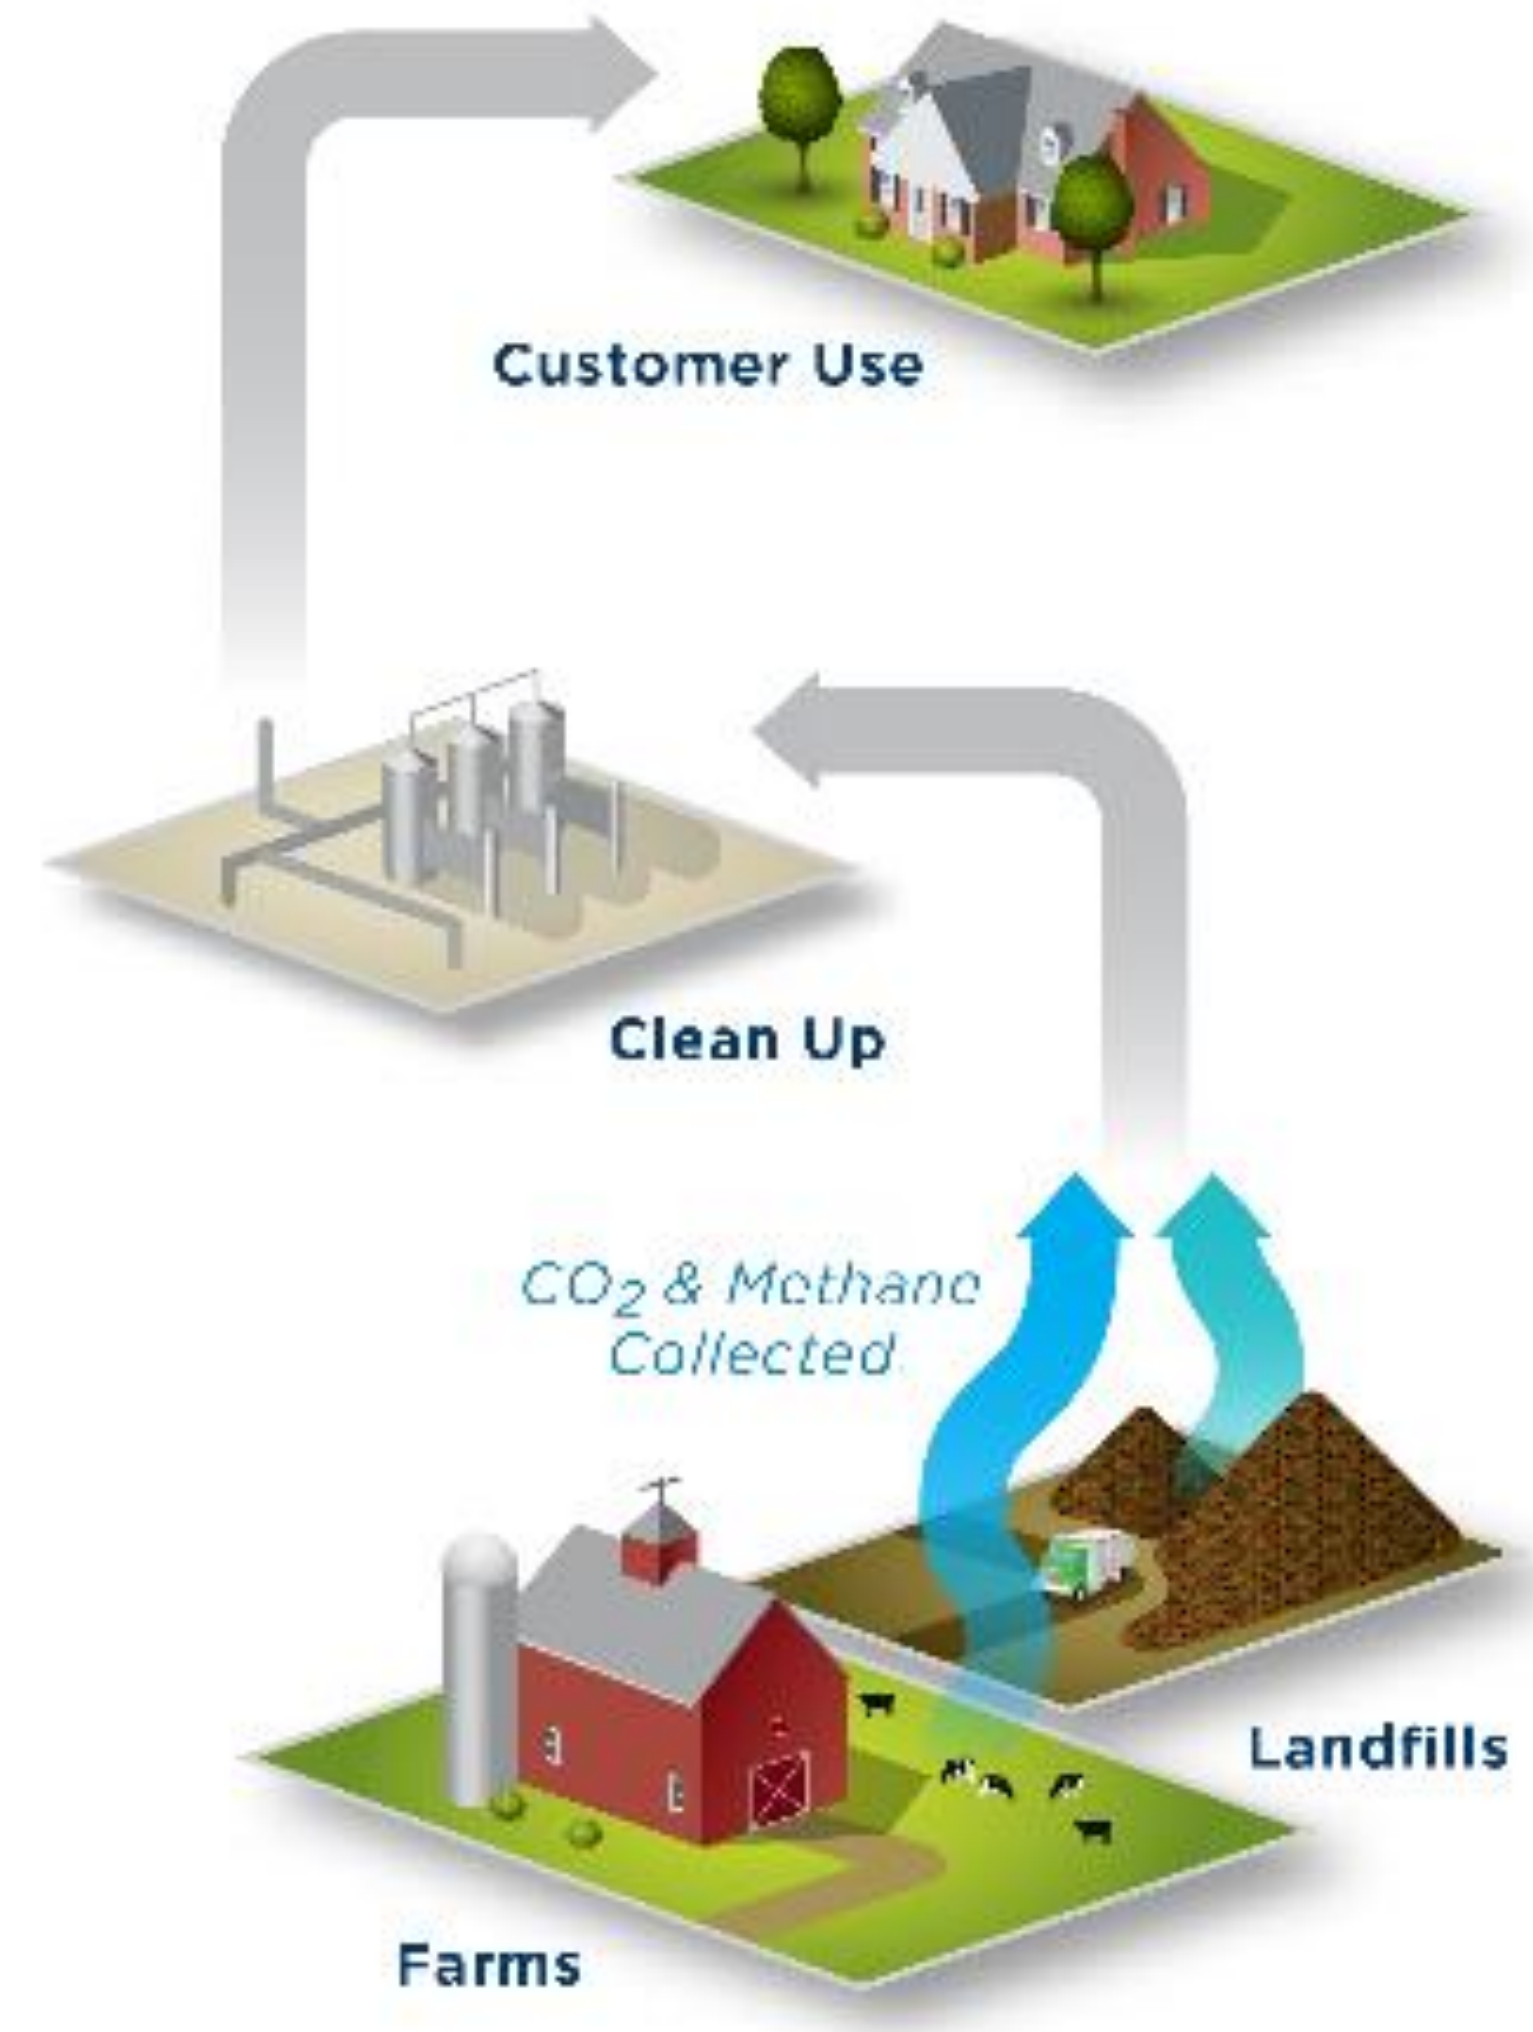 Customer Use
Clean Up
CO₂ & Methane
Collected
Landfills
Farms